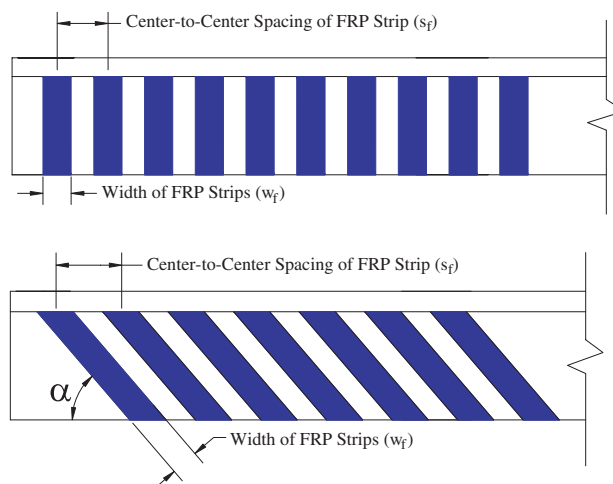 Center-to-Center Spacing of FRP Strip (sf)
Width of FRP Strips (wf)
Center-to-Center Spacing of FRP Strip (sf)
α
Width of FRP Strips (wf)